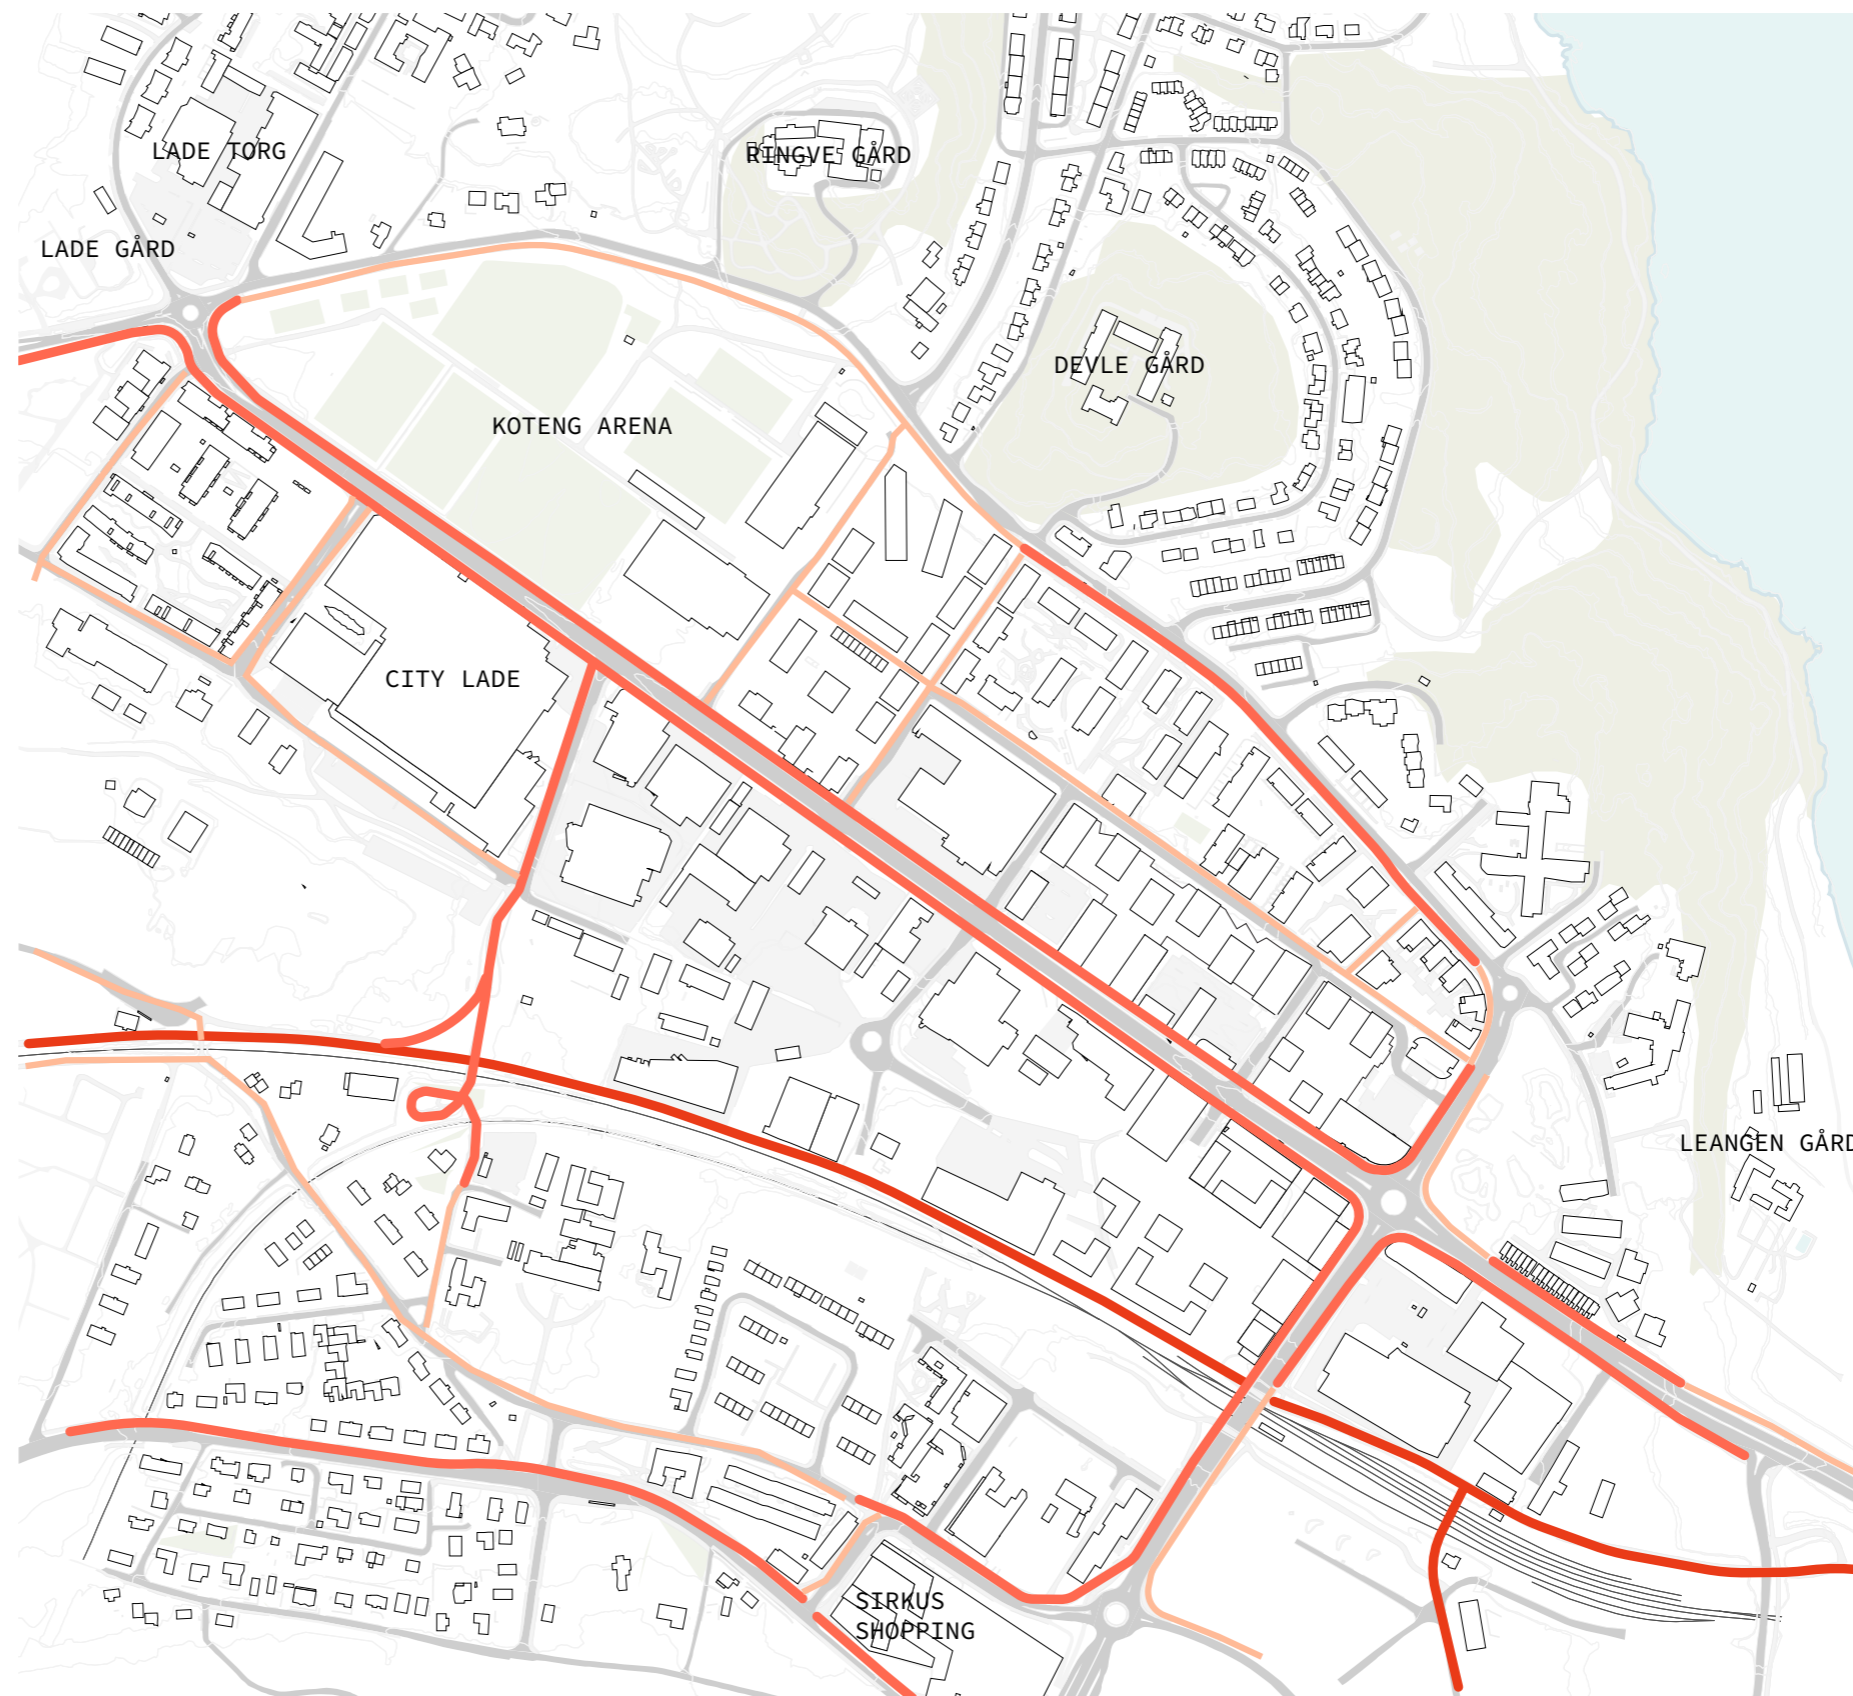 LADE TORG
RINGVE GÅRD
LADE GÅRD
DEVLE GÅRD
KOTENG ARENA
CITY LADE
LEANGEN GÅRD
SIRKUS
SHOPPING